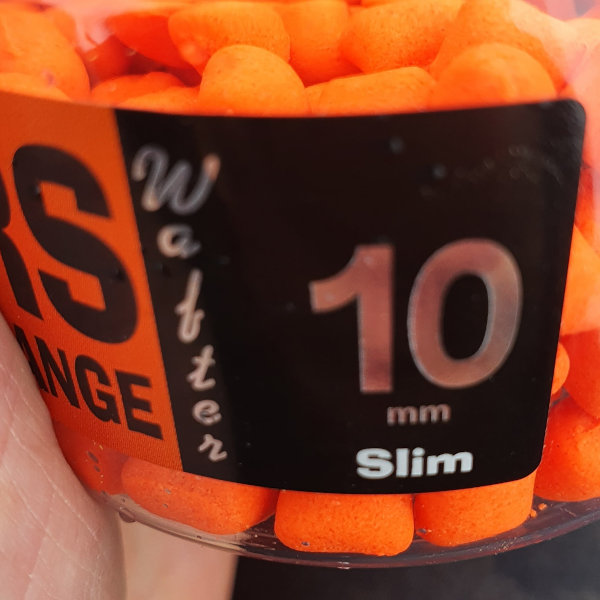 RS
ANGE
Wafter
10
mm
Slim